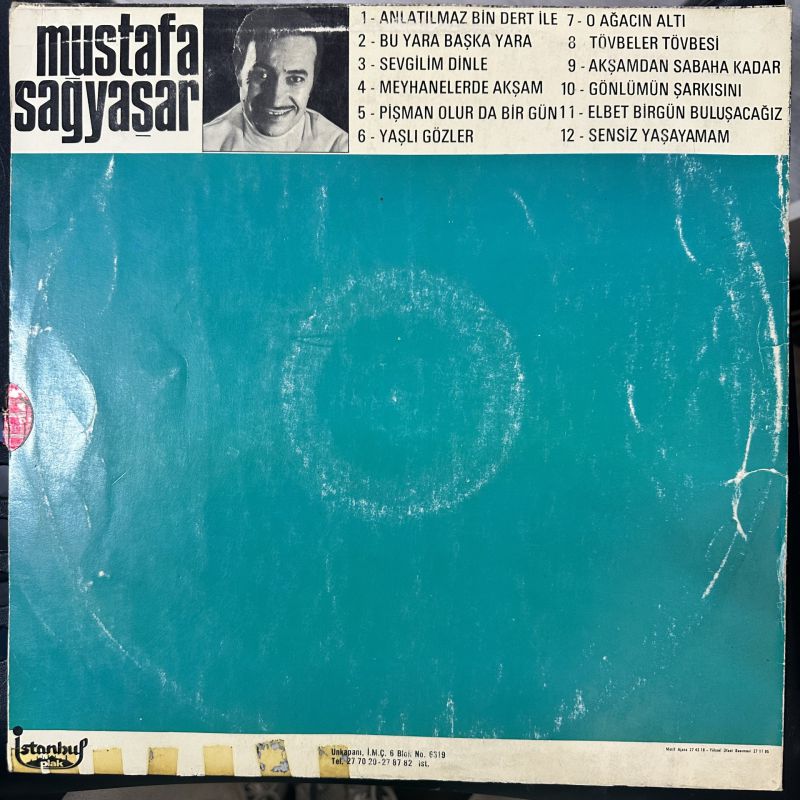 mustafa
sağyaşar
1 - ANLATILMAZ BİN DERT İLE
2 - BU YARA BAŞKA YARA
3 - SEVGİLİM DİNLE
4 - MEYHANELERDE AKŞAM
5 - PİŞMAN OLUR DA BİR GÜN
6 - YAŞLI GÖZLER
7 - O AĞACIN ALTI
8 TÖVBELER TÖVBESİ
9 - AKŞAMDAN SABAHA KADAR
10 - GÖNLÜMÜN ŞARKISINI
11 - ELBET BİRGÜN BULUŞACAĞIZ
12 - SENSİZ YAŞAYAMAM
istanbul
plak
Unkapanı, İ.M.Ç. 6 Blok No. 6319
Tel. 27 70 20 - 27 87 82 ist.